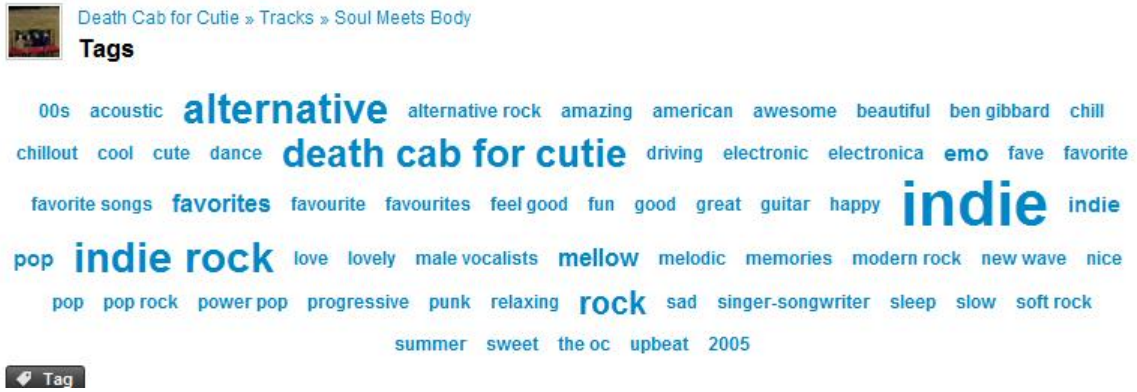 Death Cab for Cutie » Tracks » Soul Meets Body
Tags
00s acoustic alternative alternative rock amazing american awesome beautiful ben gibbard chill
chillout cool cute dance death cab for cutie driving electronic electronica emo fave favorite
favorite songs favorites favourite favourites feel good fun good great guitar happy indie indie
pop indie rock love lovely male vocalists mellow melodic memories modern rock new wave nice
pop pop rock power pop progressive punk relaxing rock sad singer-songwriter sleep slow soft rock
summer sweet the oc upbeat 2005
Tag